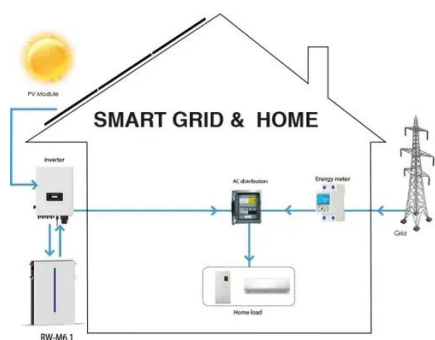 PV Module
SMART GRID & HOME
Inverter
AC distribution
Energy meter
Grid
Home load
RW-M6.1